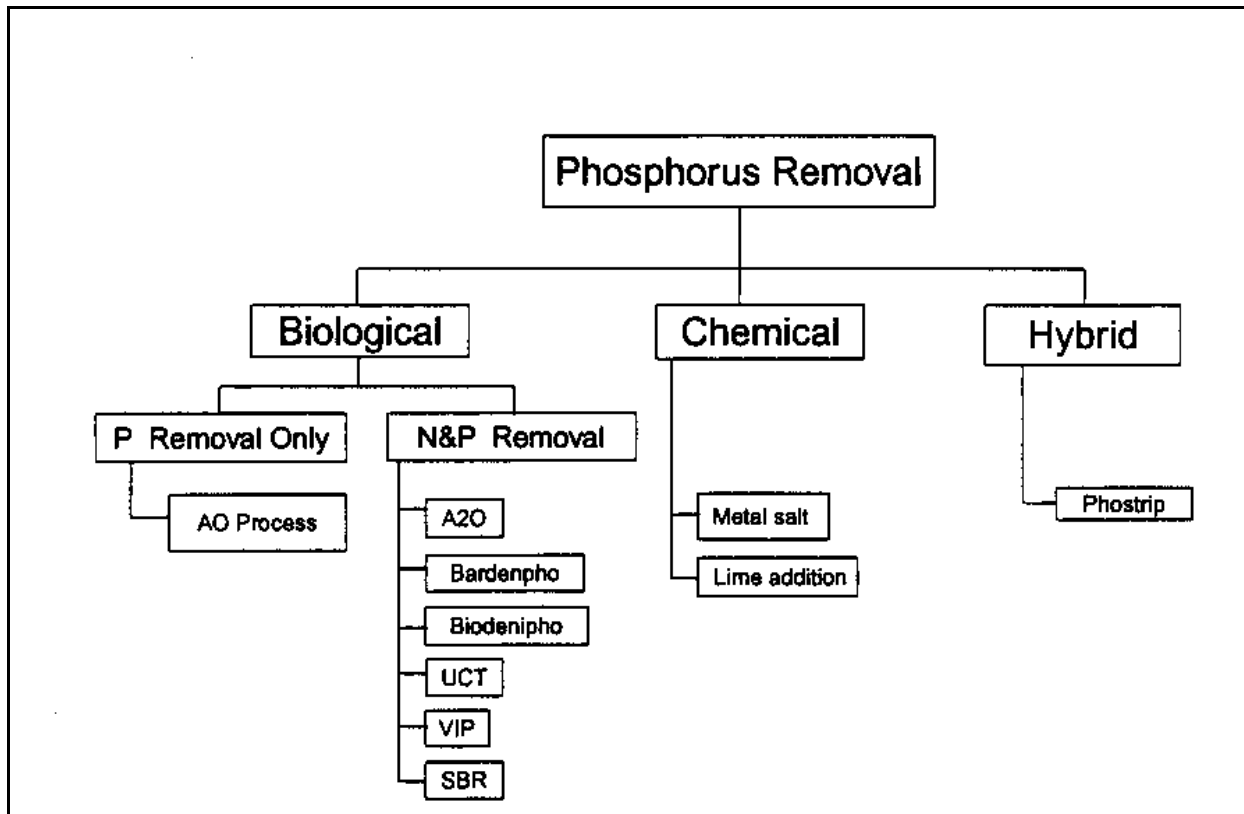 Phosphorus Removal
Biological
Chemical
Hybrid
P Removal Only
N&P Removal
AO Process
A2O
Bardenpho
Biodenipho
UCT
VIP
SBR
Metal salt
Lime addition
Phostrip